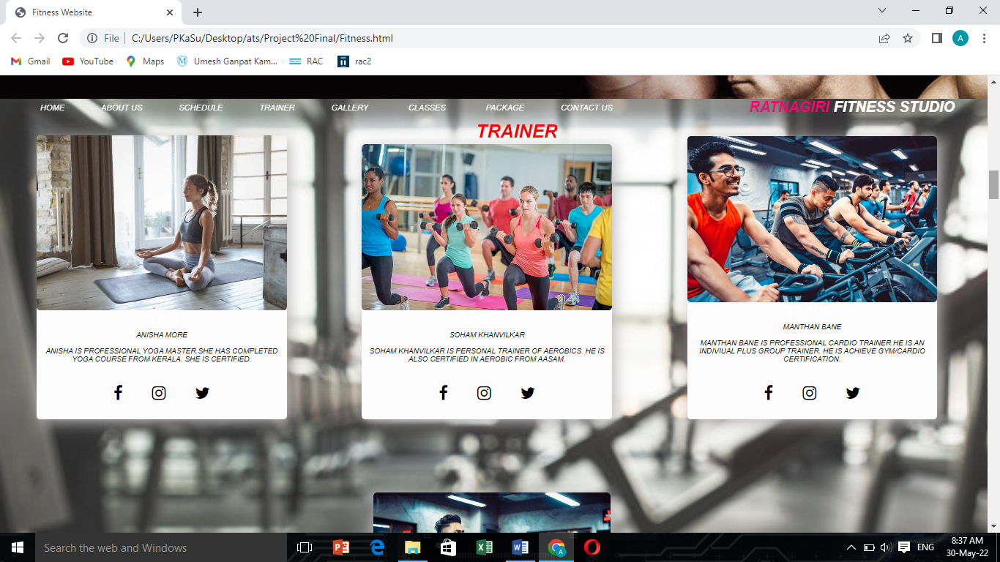 Fitness Website
File
C:/Users/PKaSu/Desktop/ats/Project%20Final/Fitness.html
A
Gmail
YouTube
Maps
Umesh Ganpat Kam...
RAC
rac2
HOME
ABOUT US
SCHEDULE
TRAINER
GALLERY
CLASSES
PACKAGE
CONTACT US
RATNAGIRI FITNESS STUDIO
TRAINER
ANISHA MORE
ANISHA IS PROFESSIONAL YOGA MASTER.SHE HAS COMPLETED
YOGA COURSE FROM KERALA. SHE IS CERTIFIED.
SOHAM KHANVILKAR
SOHAM KHANVILKAR IS PERSONAL TRAINER OF AEROBICS. HE IS
ALSO CERTIFIED IN AEROBIC FROM AASAM.
CARDIO
MANTHAN BANE
MANTHAN BANE IS PROFESSIONAL CARDIO TRAINER.HE IS AN
INDIVIUAL PLUS GROUP TRAINER. HE IS ACHIEVE GYM/CARDIO
CERTIFICATION.
Search the web and Windows
ENG
8:37 AM
30-May-22